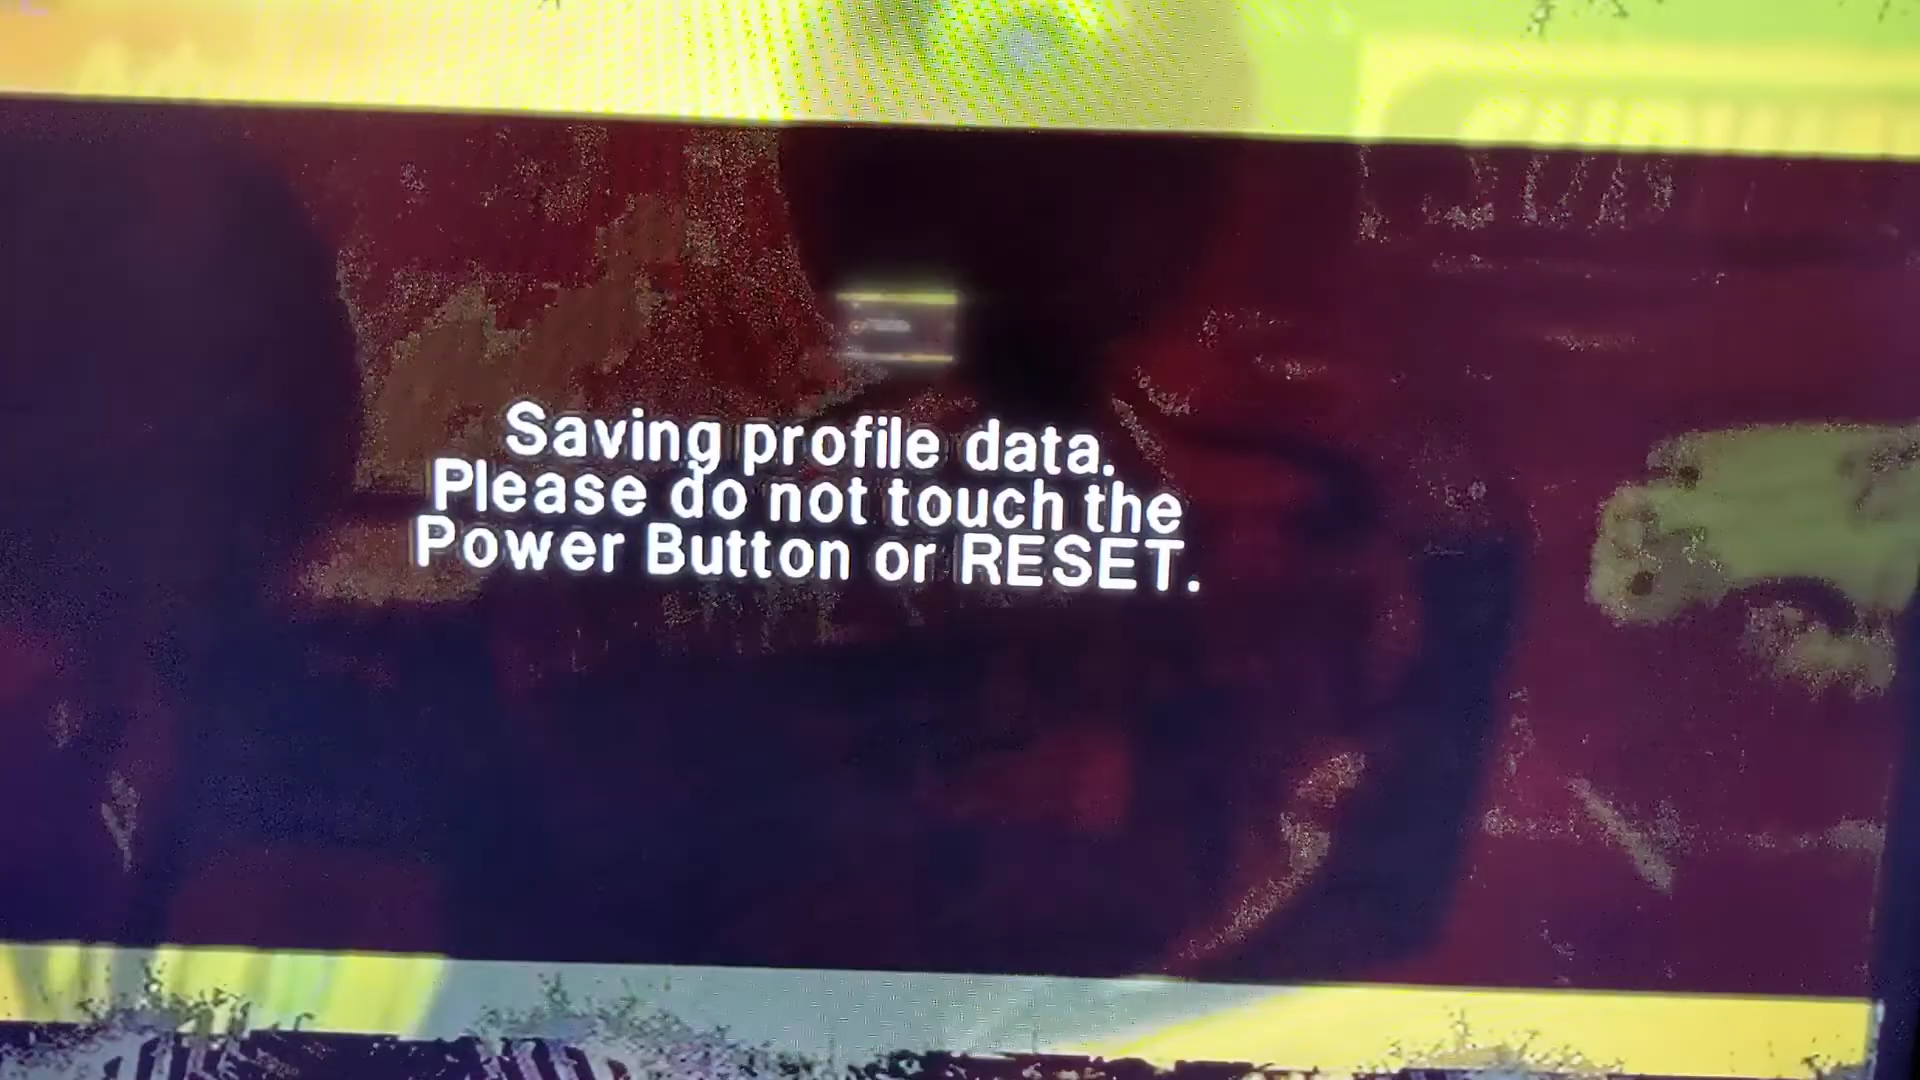 Saving profile data.
Please do not touch the
Power Button or RESET.